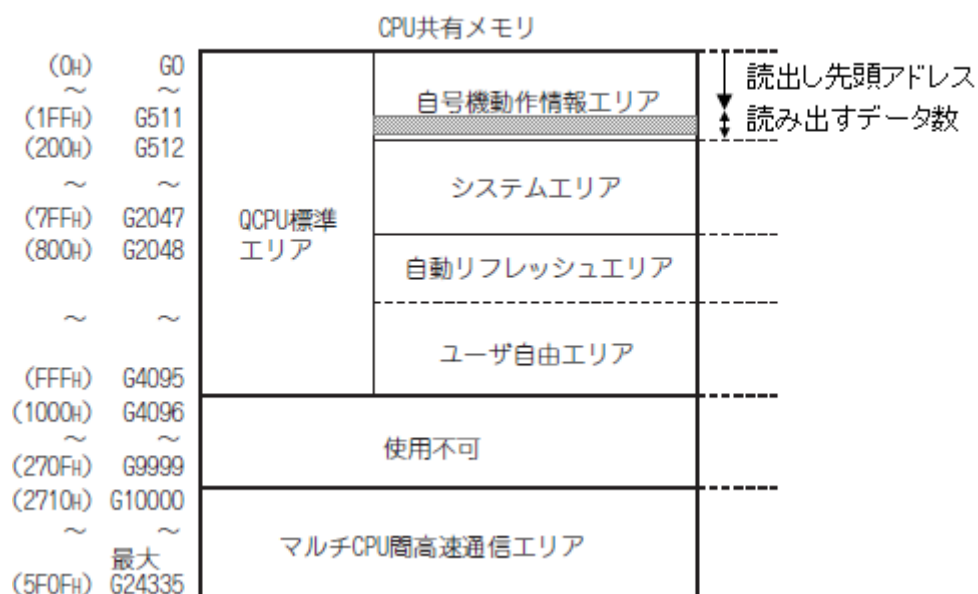 CPU共有メモリ
(0H) G0
～ ～
(1FFH) G511
(200H) G512
～ ～
(7FFH) G2047
(800H) G2048
～ ～
(FFFH) G4095
(1000H) G4096
～ ～
(270FH) G9999
(2710H) G10000
～ ～
最大
(5F0FH) G24335
QCPU標準
エリア
自号機動作情報エリア
システムエリア
自動リフレッシュエリア
ユーザ自由エリア
使用不可
マルチCPU間高速通信エリア
読出し先頭アドレス
読み出すデータ数